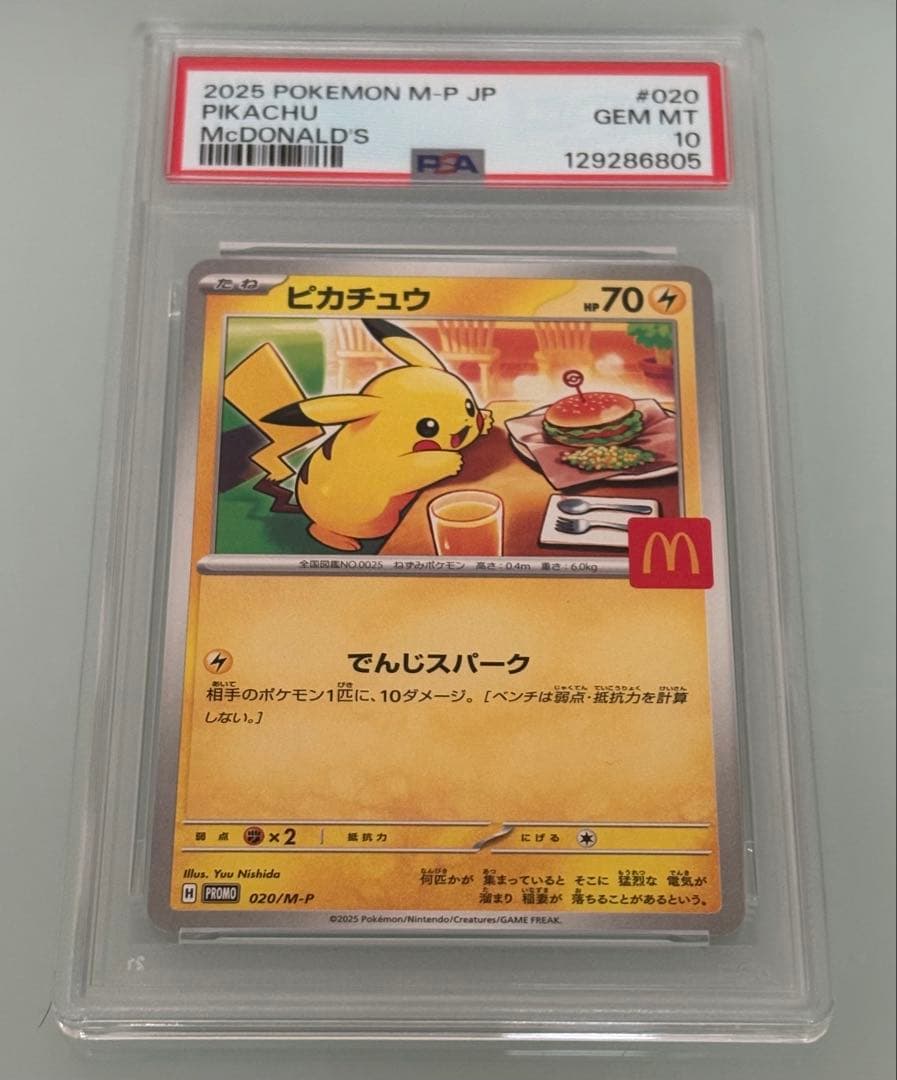 2025 POKEMON M-P JP #020
PIKACHU GEM MT
McDONALD'S 10
PSA 129286805
たね ピカチュウ HP70
M
全国図鑑NO.0025 ねずみポケモン 高さ:0.4m 重さ:6.0kg
でんじスパーク
相手のポケモン1匹に、10ダメージ。[ベンチは弱点・抵抗力を計算
しない。]
弱点 ×2 抵抗力 にげる
Illus. Yuu Nishida
何匹かが 集まっていると そこに 猛烈な 電気が
溜まり 稲妻が 落ちることがあるという。
H PROMO 020/M-P
©2025 Pokémon/Nintendo/Creatures/GAME FREAK.